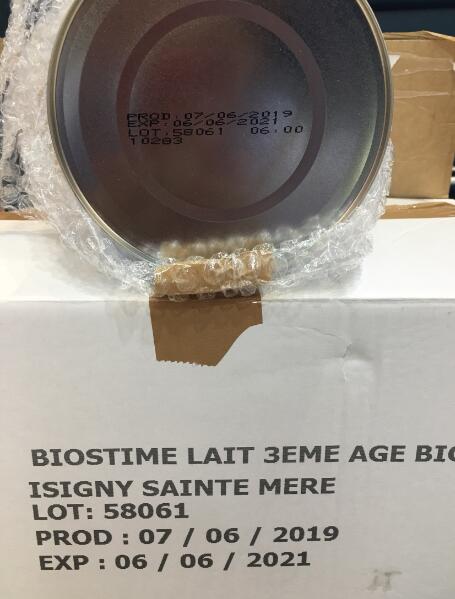 PROD:07/06/2019
EXP:06/06/2021
LOT:58061 06:00
10283
BIOSTIME LAIT 3EME AGE BIO
ISIGNY SAINTE MERE
LOT: 58061
PROD : 07 / 06 / 2019
EXP : 06 / 06 / 2021